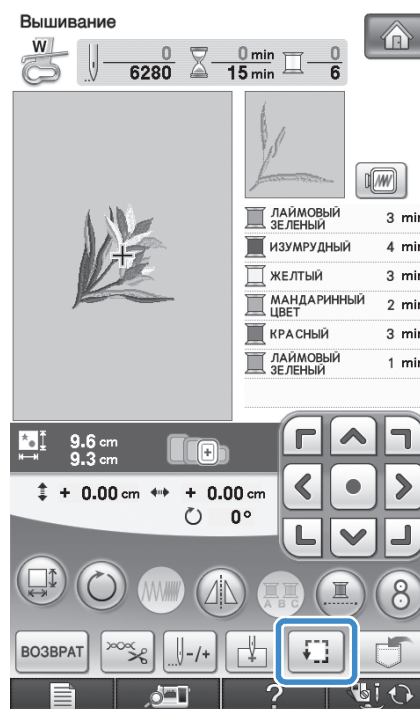 Вышивание
W
0
6280
0 min
15 min
0
6
ЛАЙМОВЫЙ ЗЕЛЕНЫЙ 3 min
ИЗУМРУДНЫЙ 4 min
ЖЕЛТЫЙ 3 min
МАНДАРИННЫЙ ЦВЕТ 2 min
КРАСНЫЙ 3 min
ЛАЙМОВЫЙ ЗЕЛЕНЫЙ 1 min
9.6 cm
9.3 cm
+ 0.00 cm + 0.00 cm
0°
A B C
8
ВОЗВРАТ
-/+
?